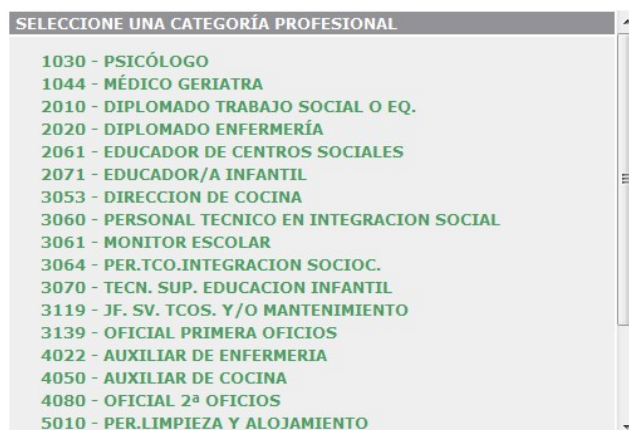 SELECCIONE UNA CATEGORÍA PROFESIONAL
1030 - PSICÓLOGO
1044 - MÉDICO GERIATRA
2010 - DIPLOMADO TRABAJO SOCIAL O EQ.
2020 - DIPLOMADO ENFERMERÍA
2061 - EDUCADOR DE CENTROS SOCIALES
2071 - EDUCADOR/A INFANTIL
3053 - DIRECCION DE COCINA
3060 - PERSONAL TECNICO EN INTEGRACION SOCIAL
3061 - MONITOR ESCOLAR
3064 - PER.TCO.INTEGRACION SOCIOC.
3070 - TECN. SUP. EDUCACION INFANTIL
3119 - JF. SV. TCOS. Y/O MANTENIMIENTO
3139 - OFICIAL PRIMERA OFICIOS
4022 - AUXILIAR DE ENFERMERIA
4050 - AUXILIAR DE COCINA
4080 - OFICIAL 2ª OFICIOS
5010 - PER.LIMPIEZA Y ALOJAMIENTO